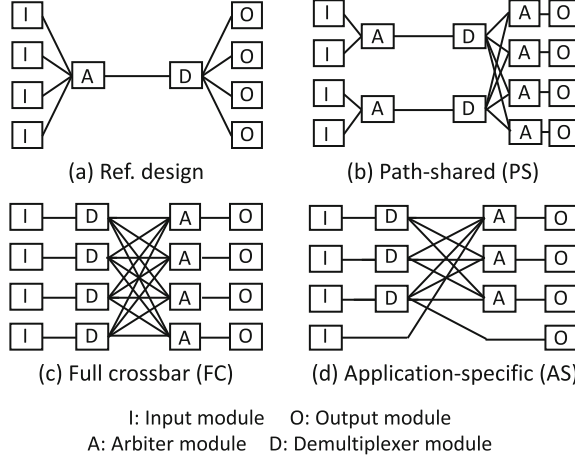 I O I A O
I A D O I A D A O
I O I A O
I O I A D A O
(a) Ref. design (b) Path-shared (PS)
I D A O I D A O
I D A O I D A O
I D A O I D A O
I D A O I O
(c) Full crossbar (FC) (d) Application-specific (AS)
I: Input module O: Output module
A: Arbiter module D: Demultiplexer module